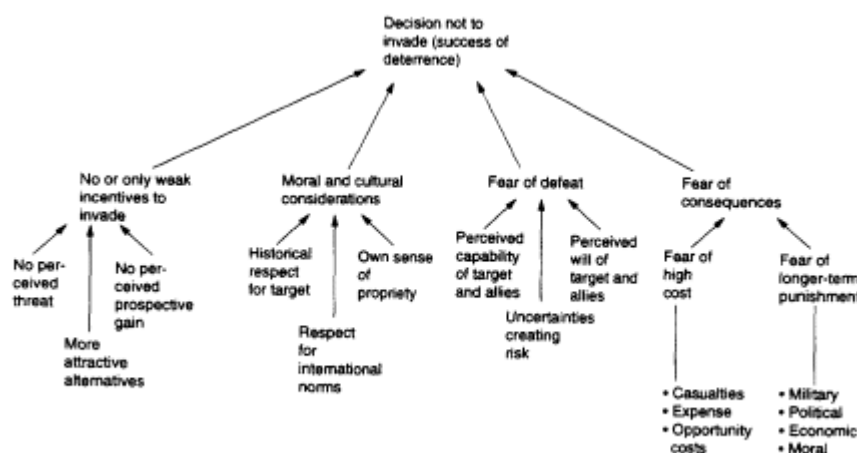 Decision not to
invade (success of
deterrence)
No or only weak
incentives to
invade
Moral and cultural
considerations
Fear of defeat
Fear of
consequences
No per-
ceived
threat
More
attractive
alternatives
No per-
ceived
prospective
gain
Historical
respect
for target
Respect
for
international
norms
Own sense
of
propriety
Perceived
capability
of target
and allies
Uncertainties
creating
risk
Perceived
will of
target and
allies
Fear of
high
cost
Fear of
longer-term
punishment
• Casualties
• Expense
• Opportunity
costs
• Military
• Political
• Economic
• Moral